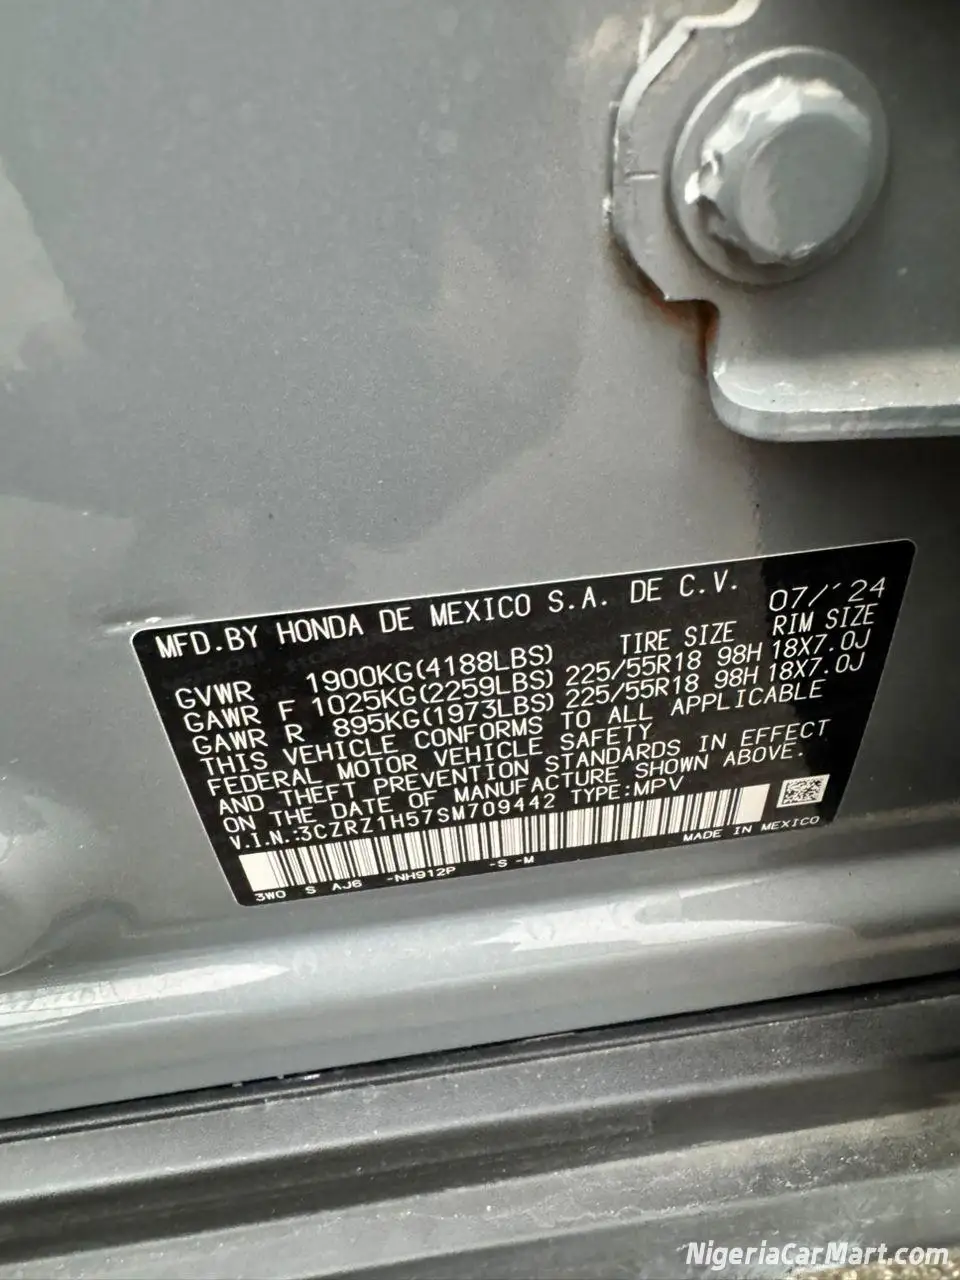 MFD.BY HONDA DE MEXICO S.A. DE C.V. 07/'24
TIRE SIZE RIM SIZE
GVWR 1900KG(4188LBS)
GAWR F 1025KG(2259LBS) 225/55R18 98H 18X7.0J
GAWR R 895KG(1973LBS) 225/55R18 98H 18X7.0J
THIS VEHICLE CONFORMS TO ALL APPLICABLE
FEDERAL MOTOR VEHICLE SAFETY
AND THEFT PREVENTION STANDARDS IN EFFECT
ON THE DATE OF MANUFACTURE SHOWN ABOVE.
V.I.N.:3CZRZ1H57SM709442 TYPE:MPV
3WO S AJ6 -NH912P -S -M MADE IN MEXICO
NigeriaCarMart.com